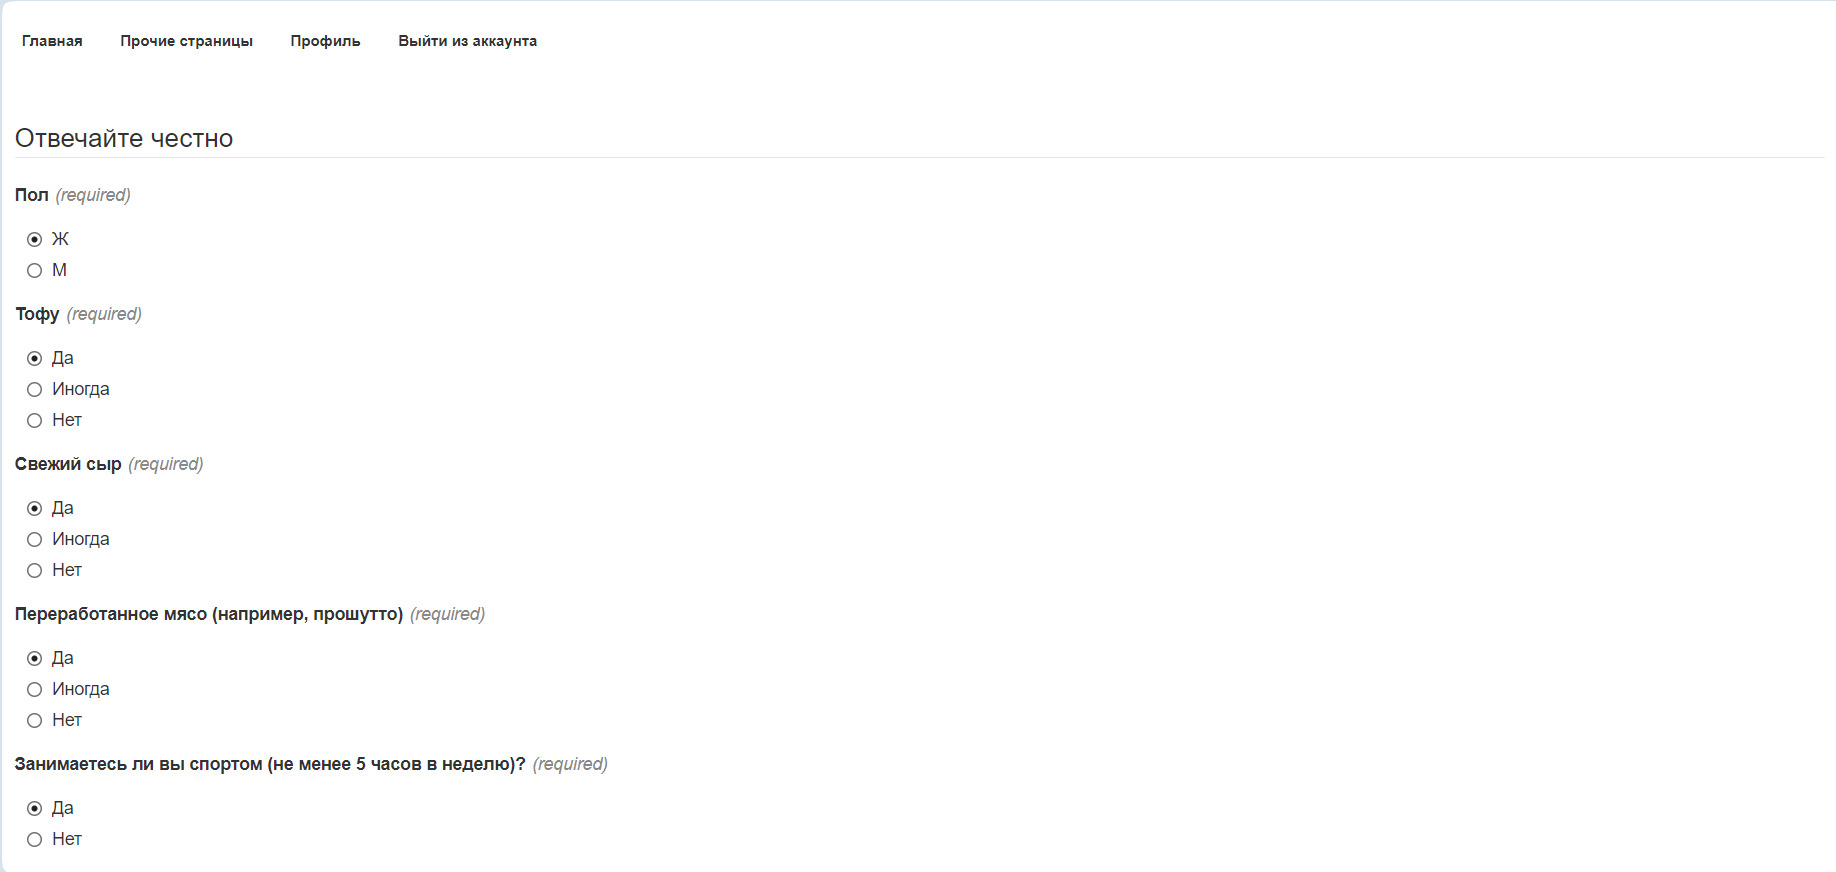 Главная Прочие страницы Профиль Выйти из аккаунта
Отвечайте честно
Пол (required)
Ж
М
Тофу (required)
Да
Иногда
Нет
Свежий сыр (required)
Да
Иногда
Нет
Переработанное мясо (например, прошутто) (required)
Да
Иногда
Нет
Занимаетесь ли вы спортом (не менее 5 часов в неделю)? (required)
Да
Нет